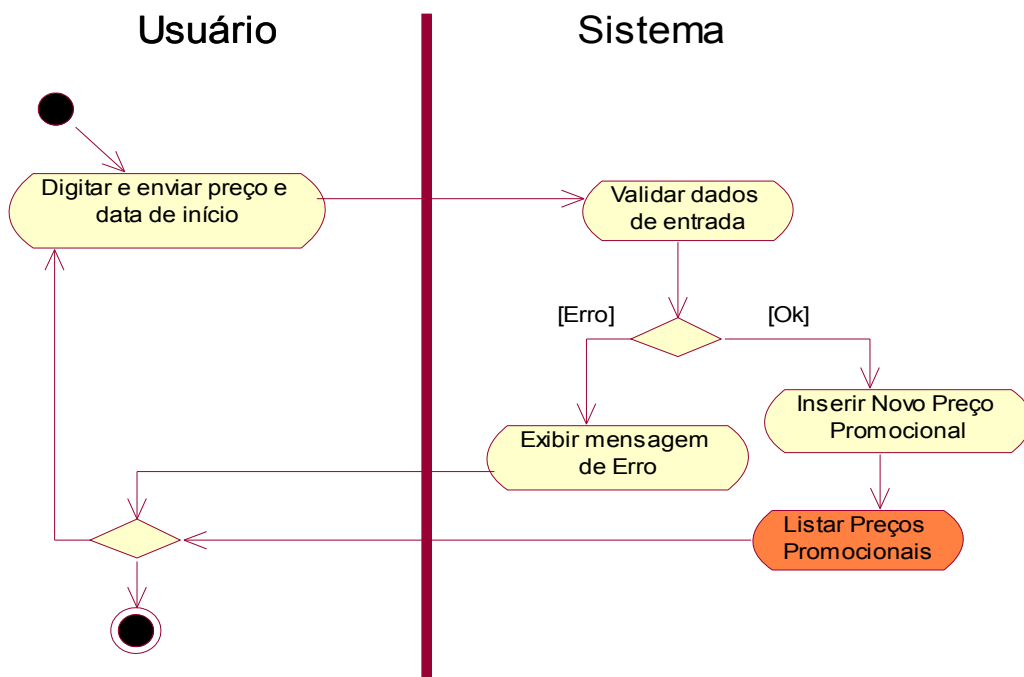 Usuário
Sistema
Digitar e enviar preço e
data de início
Validar dados
de entrada
[Erro]
[Ok]
Inserir Novo Preço
Promocional
Exibir mensagem
de Erro
Listar Preços
Promocionais